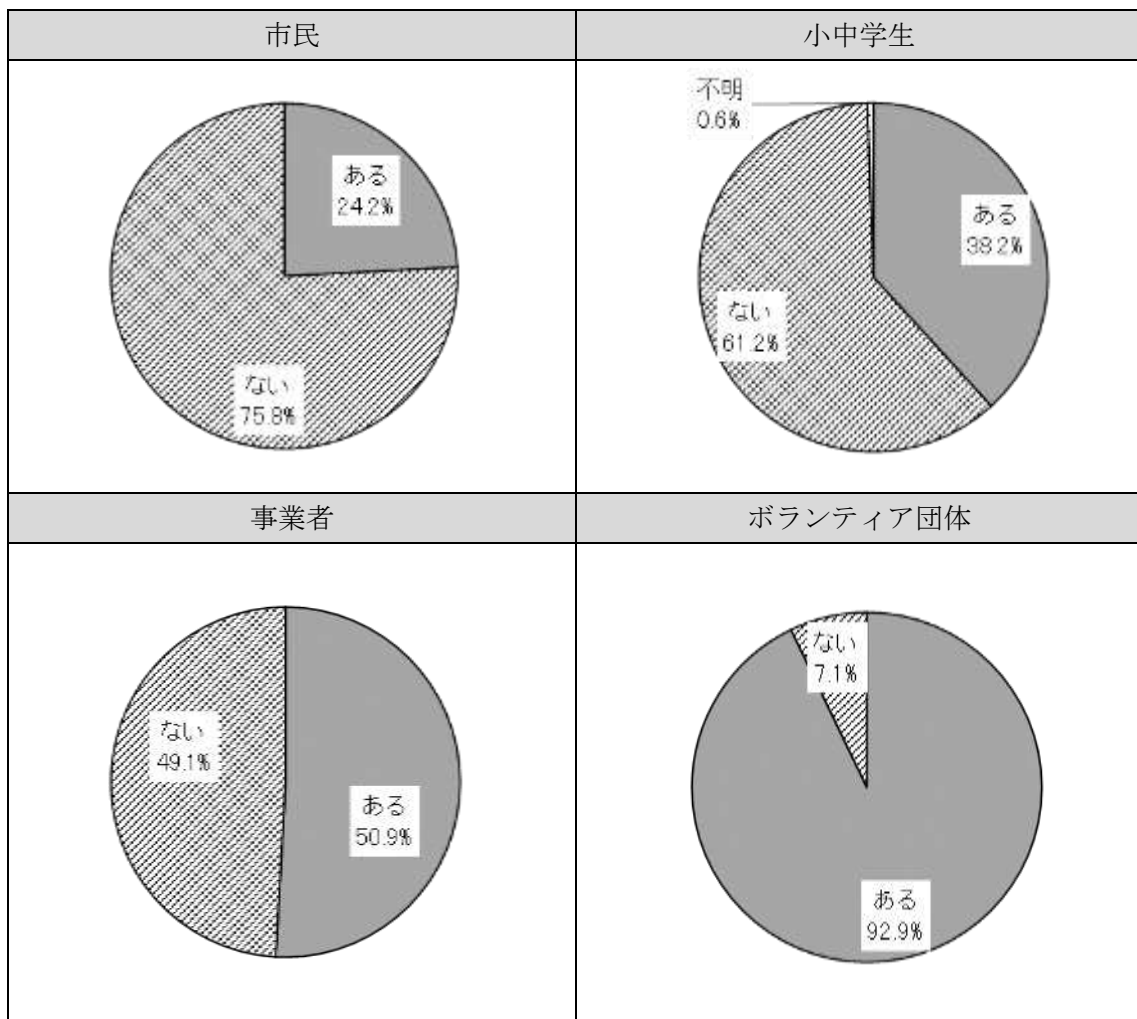 市民
小中学生
ある
24.2%
ない
75.8%
不明
0.6%
ある
38.2%
ない
61.2%
事業者
ボランティア団体
ない
49.1%
ある
50.9%
ない
7.1%
ある
92.9%